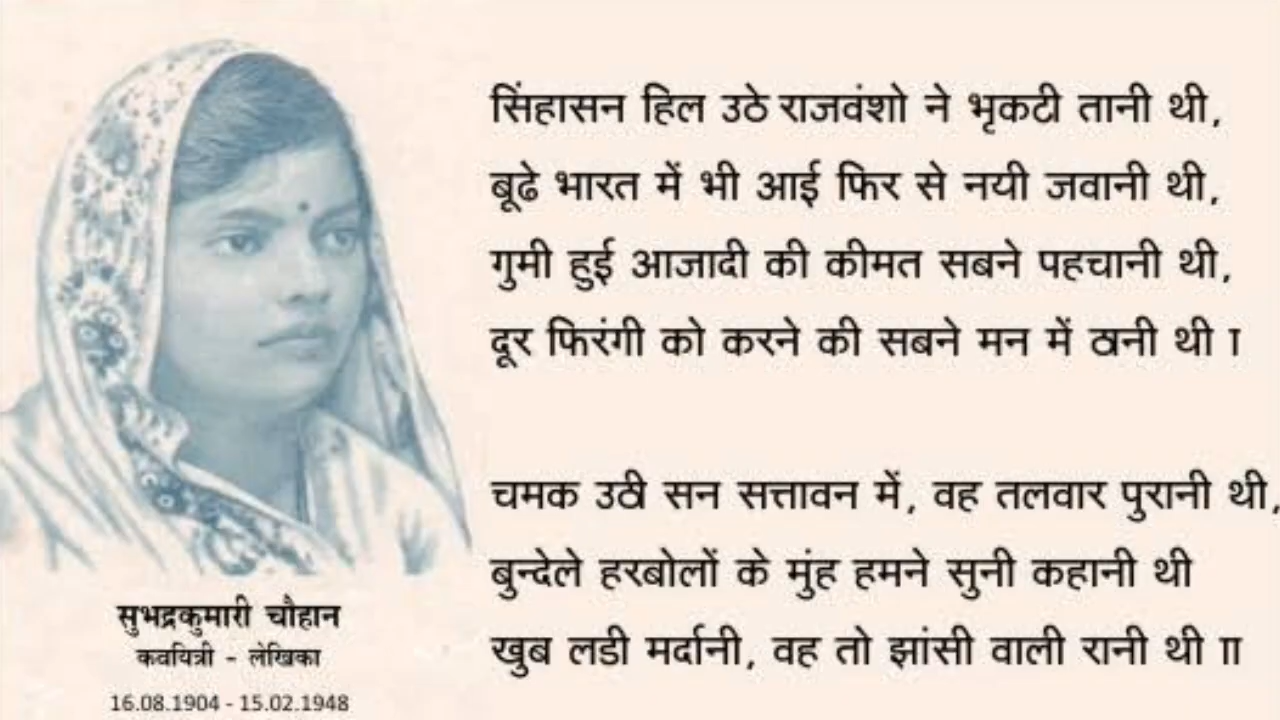 सिंहासन हिल उठे राजवंशो ने भृकटी तानी थी,
बूढे भारत में भी आई फिर से नयी जवानी थी,
गुमी हुई आजादी की कीमत सबने पहचानी थी,
दूर फिरंगी को करने की सबने मन में ठानी थी ।
चमक उठी सन सत्तावन में, वह तलवार पुरानी थी,
बुन्देले हरबोलों के मुंह हमने सुनी कहानी थी
खुब लडी मर्दानी, वह तो झांसी वाली रानी थी ॥
सुभद्रकुमारी चौहान
कवयित्री - लेखिका
16.08.1904 - 15.02.1948